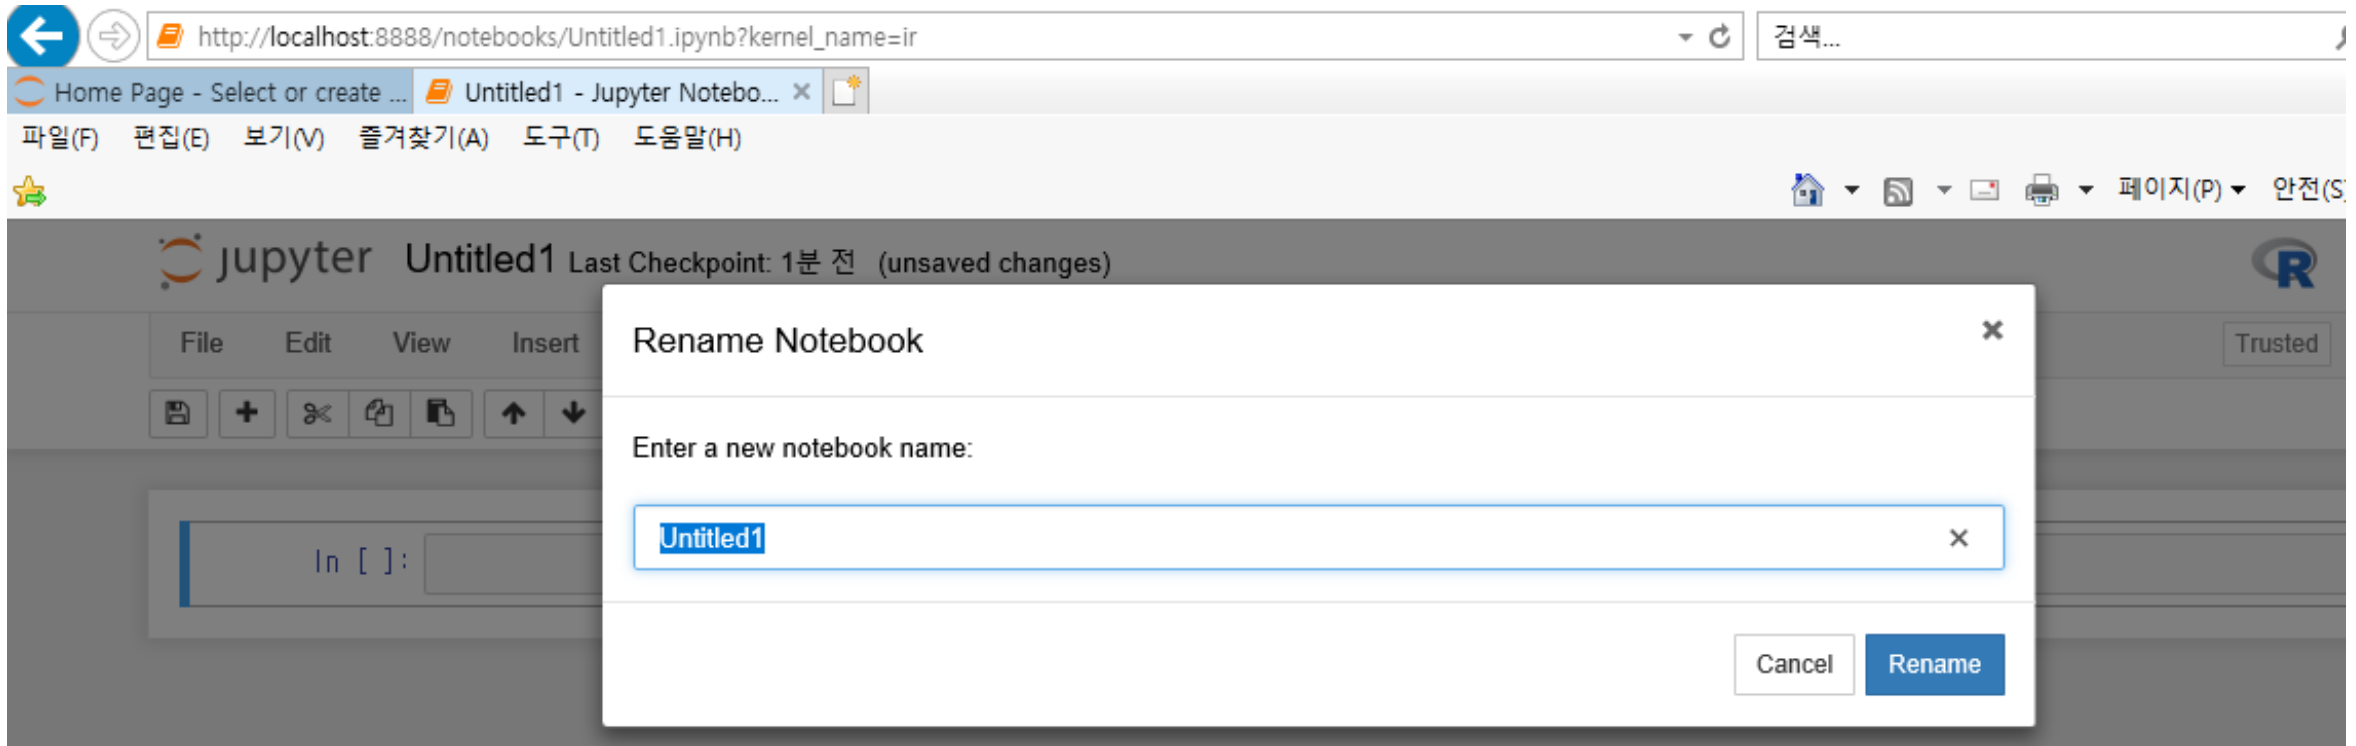 http://localhost:8888/notebooks/Untitled1.ipynb?kernel_name=ir 검색...
Home Page - Select or create ... Untitled1 - Jupyter Notebo...
파일(F) 편집(E) 보기(V) 즐겨찾기(A) 도구(T) 도움말(H)
페이지(P) 안전(S)
jupyter Untitled1 Last Checkpoint: 1분 전 (unsaved changes) R
File Edit View Insert Trusted
Rename Notebook
Enter a new notebook name:
In [ ]:
Untitled1
Cancel Rename